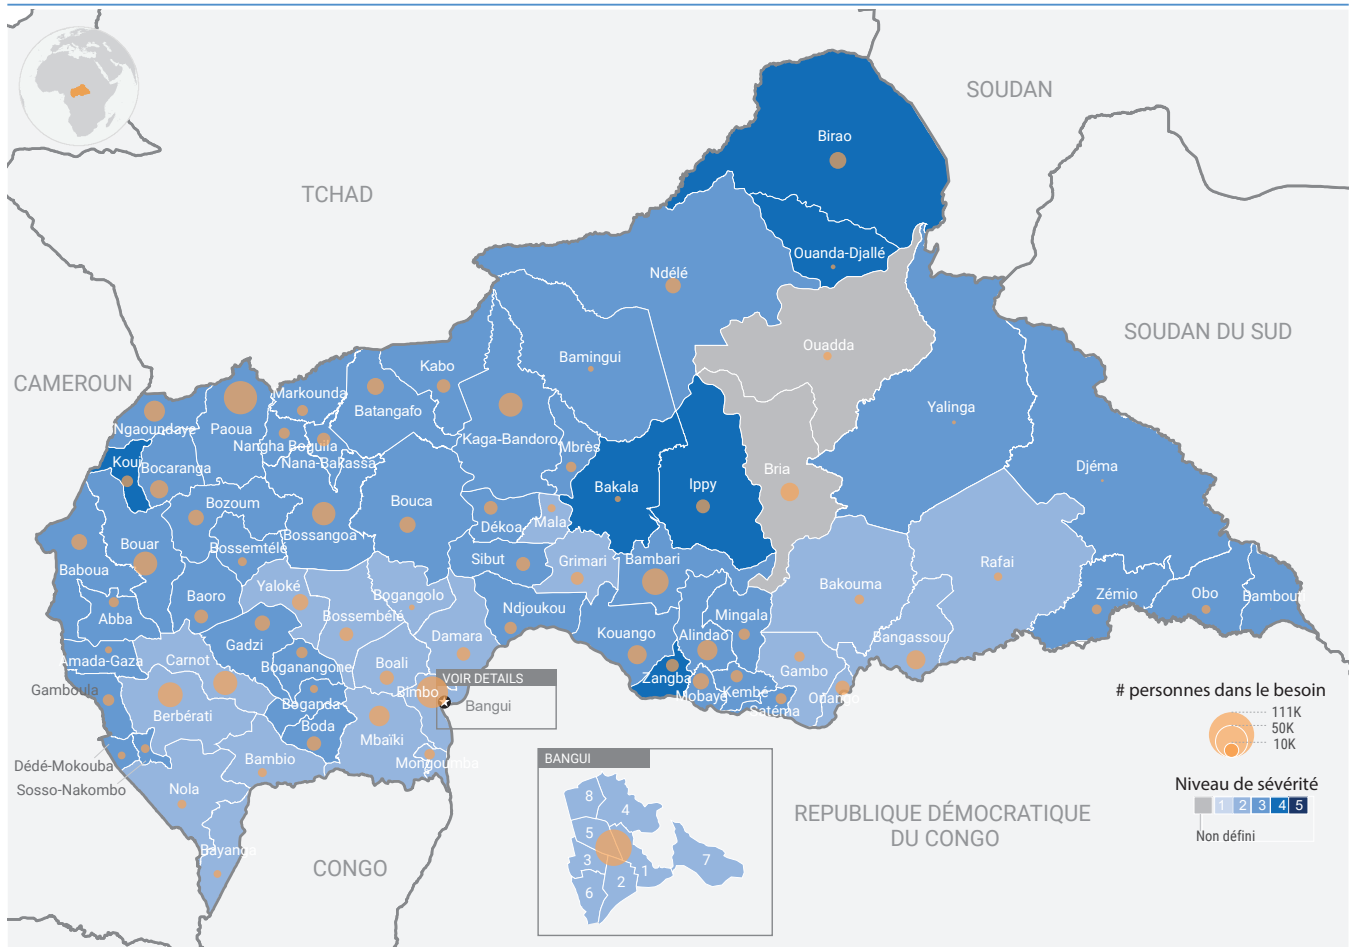 SOUDAN
Birao
TCHAD
Ouanda-Djallé
Ndélé
SOUDAN DU SUD
Ouadda
Bamingui
Kabo
CAMEROUN
Markounda
Batangafo
Yalinga
Ngaoundaye
Paoua
Kaga-Bandoro
Nangha Boguila
Mbrès
Nana-Bakassa
Koui
Bocaranga
Bria
Djéma
Bakala
Ippy
Bozoum
Bouca
Dékoa
Mala
Bossangoa
Bouar
Bossemtélé
Sibut
Grimari
Bambari
Rafai
Baboua
Yaloké
Bakouma
Baoro
Bogangolo
Ndjoukou
Zémio
Obo
Bambouti
Abba
Bossembélé
Mingala
Gadzi
Damara
Kouango
Alindao
Bangassou
Amada-Gaza
Carnot
Boganangone
Boali
Gambo
VOIR DETAILS
Zangba
Gamboula
Bimbo
Bangui
Mobaye
Kembé
Ouango
Boganda
Satéma
Berbérati
Boda
Mbaïki
Bambio
Mongoumba
Dédé-Mokouba
Sosso-Nakombo
Nola
Bayanga
CONGO
BANGUI
8
4
5
3
1
7
2
6
REPUBLIQUE DÉMOCRATIQUE
DU CONGO
# personnes dans le besoin
111K
50K
10K
Niveau de sévérité
1 2 3 4 5
Non défini